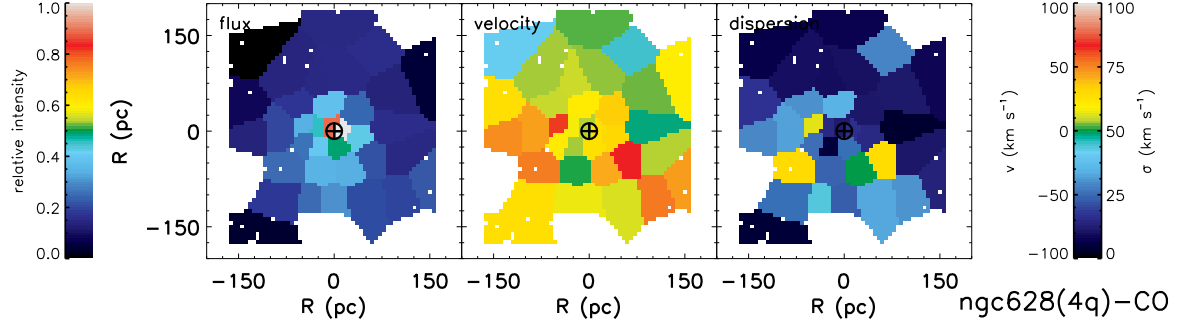 relative intensity
1.0
0.8
0.6
0.4
0.2
0.0
R (pc)
150
0
−150
flux
velocity
dispersion
−150 0 150
−150 0 150
−150 0 150
R (pc)
R (pc)
R (pc)
v (km s⁻¹)
100
50
0
−50
−100
100
75
50
25
0
σ (km s⁻¹)
ngc628(4q)−CO